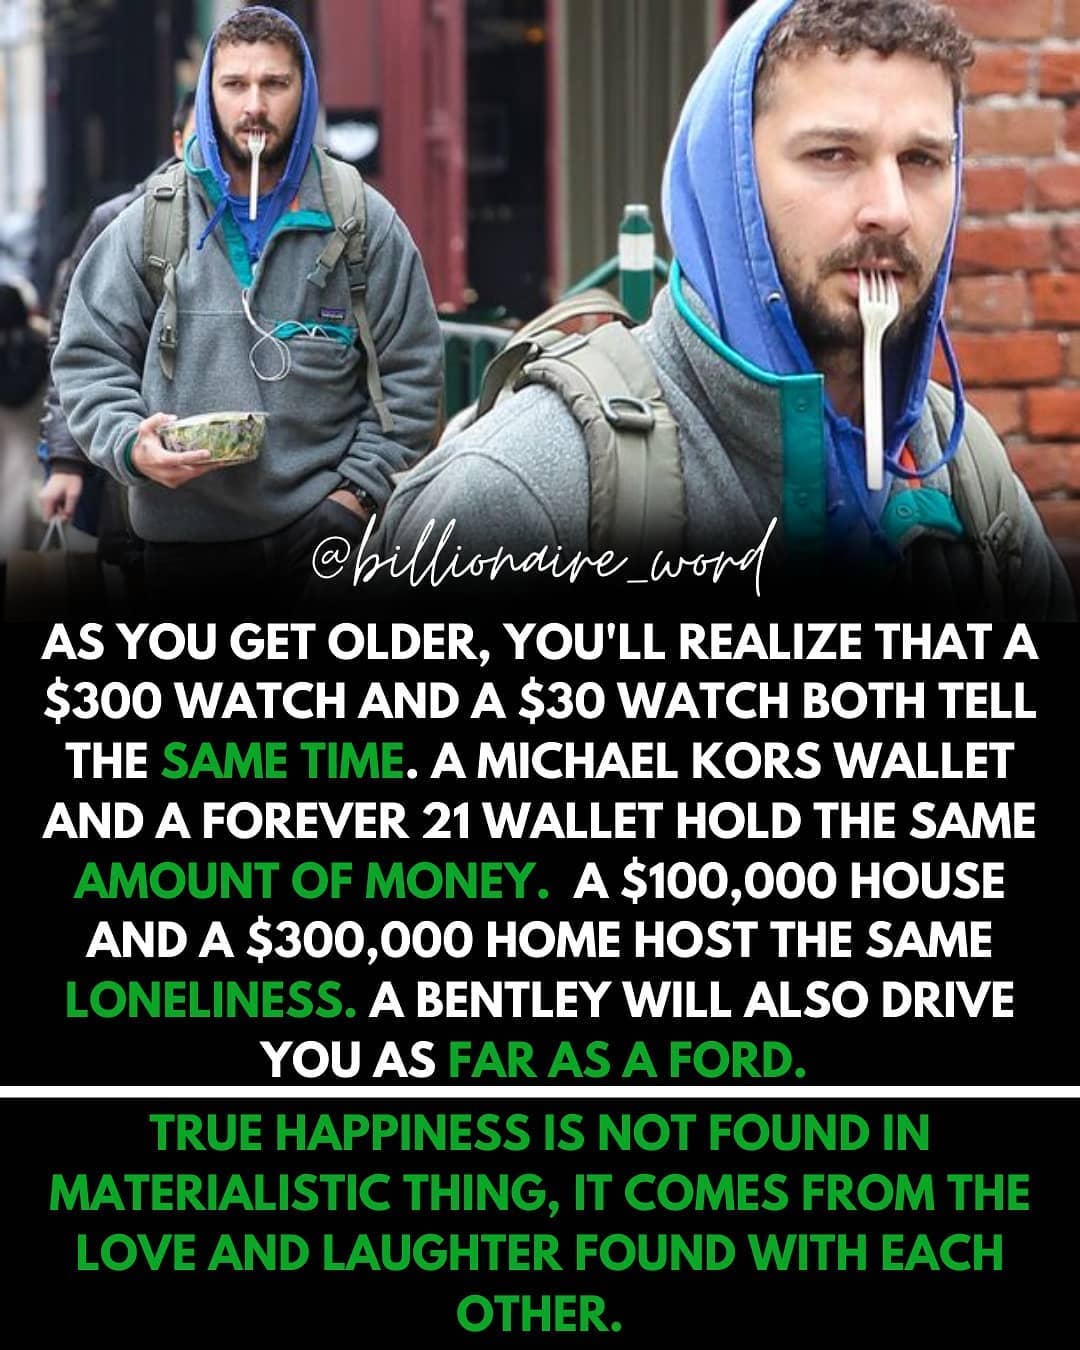 @billionaire_word
AS YOU GET OLDER, YOU'LL REALIZE THAT A
$300 WATCH AND A $30 WATCH BOTH TELL
THE SAME TIME. A MICHAEL KORS WALLET
AND A FOREVER 21 WALLET HOLD THE SAME
AMOUNT OF MONEY. A $100,000 HOUSE
AND A $300,000 HOME HOST THE SAME
LONELINESS. A BENTLEY WILL ALSO DRIVE
YOU AS FAR AS A FORD.
TRUE HAPPINESS IS NOT FOUND IN
MATERIALISTIC THING, IT COMES FROM THE
LOVE AND LAUGHTER FOUND WITH EACH
OTHER.